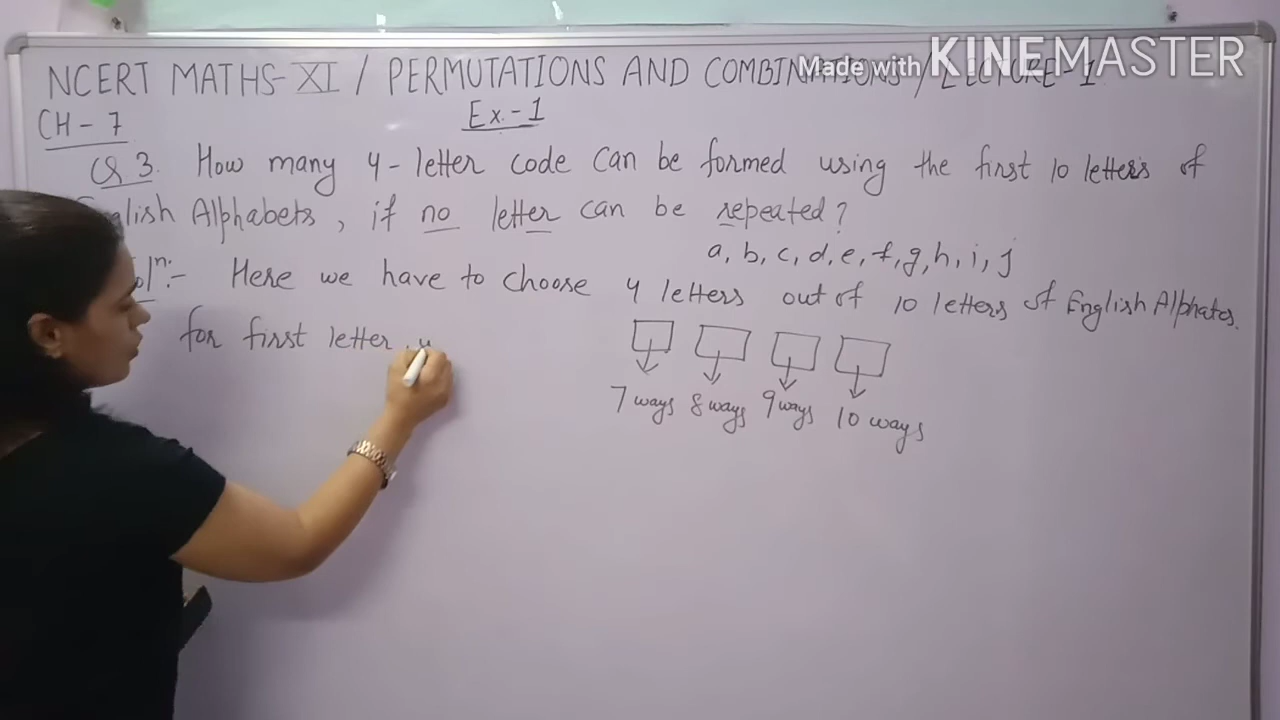 NCERT MATHS-XI / PERMUTATIONS AND COMBINATIONS / LECTURE-1
Made with KINEMASTER
CH-7
Ex.-1
Q 3. How many 4-letter code can be formed using the first 10 letters of
English Alphabets, if no letter can be repeated?
a, b, c, d, e, f, g, h, i, j
Soln:- Here we have to choose 4 letters out of 10 letters of English Alphabets.
for first letter
7 ways 8 ways 9 ways 10 ways